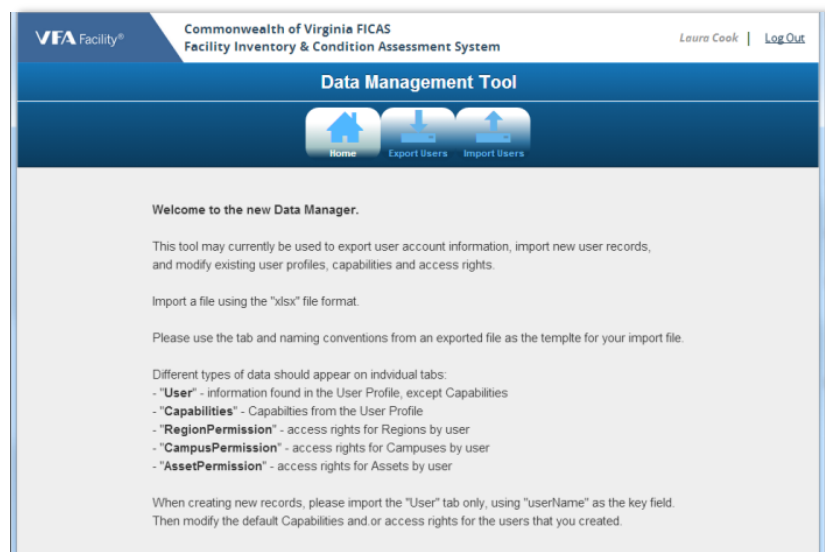 VFA Facility®
Commonwealth of Virginia FICAS
Facility Inventory & Condition Assessment System
Laura Cook | Log Out
Data Management Tool
Home Export Users Import Users
Welcome to the new Data Manager.
This tool may currently be used to export user account information, import new user records,
and modify existing user profiles, capabilities and access rights.
Import a file using the "xlsx" file format.
Please use the tab and naming conventions from an exported file as the templte for your import file.
Different types of data should appear on indvidual tabs:
- "User" - information found in the User Profile, except Capabilities
- "Capabilities" - Capabilties from the User Profile
- "RegionPermission" - access rights for Regions by user
- "CampusPermission" - access rights for Campuses by user
- "AssetPermission" - access rights for Assets by user
When creating new records, please import the "User" tab only, using "userName" as the key field.
Then modify the default Capabilities and.or access rights for the users that you created.